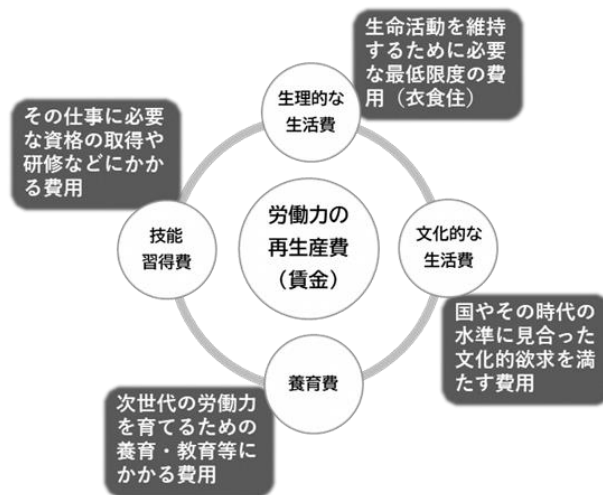 生命活動を維持
するために必要
な最低限度の費
用（衣食住）
生理的な
生活費
その仕事に必要
な資格の取得や
研修などにかか
る費用
労働力の
再生産費
（賃金）
技能
習得費
文化的な
生活費
国やその時代の
水準に見合った
文化的欲求を満
たす費用
養育費
次世代の労働力
を育てるための
養育・教育等に
かかる費用